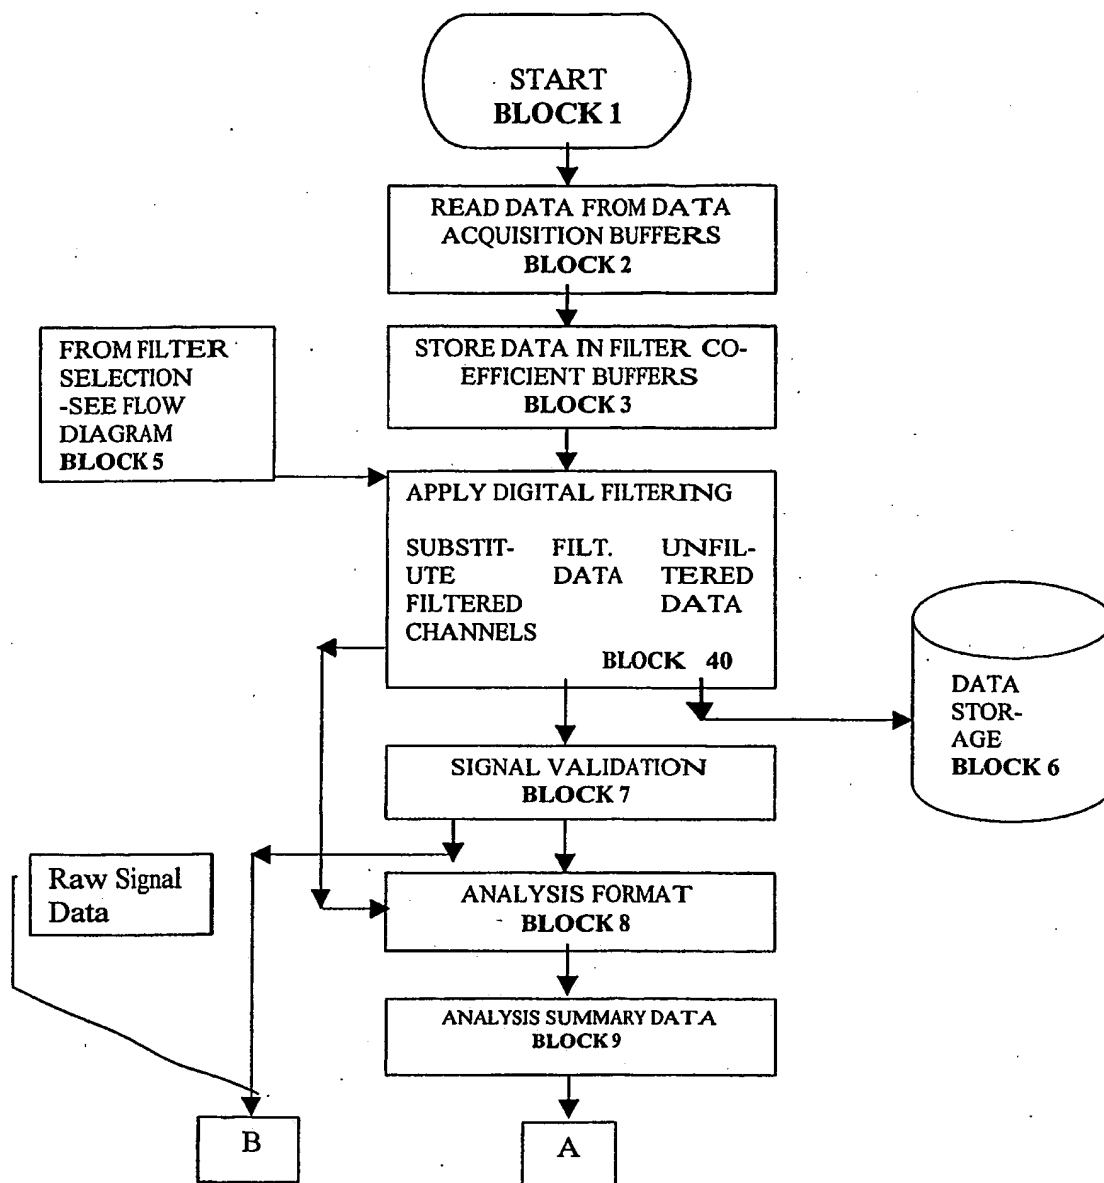 START
BLOCK 1
READ DATA FROM DATA
ACQUISITION BUFFERS
BLOCK 2
STORE DATA IN FILTER CO-
EFFICIENT BUFFERS
BLOCK 3
FROM FILTER
SELECTION
-SEE FLOW
DIAGRAM
BLOCK 5
APPLY DIGITAL FILTERING
SUBSTIT-
UTE
FILTERED
CHANNELS
FILT.
DATA
UNFIL-
TERED
DATA
BLOCK 40
DATA
STOR-
AGE
BLOCK 6
SIGNAL VALIDATION
BLOCK 7
Raw Signal
Data
ANALYSIS FORMAT
BLOCK 8
ANALYSIS SUMMARY DATA
BLOCK 9
B
A